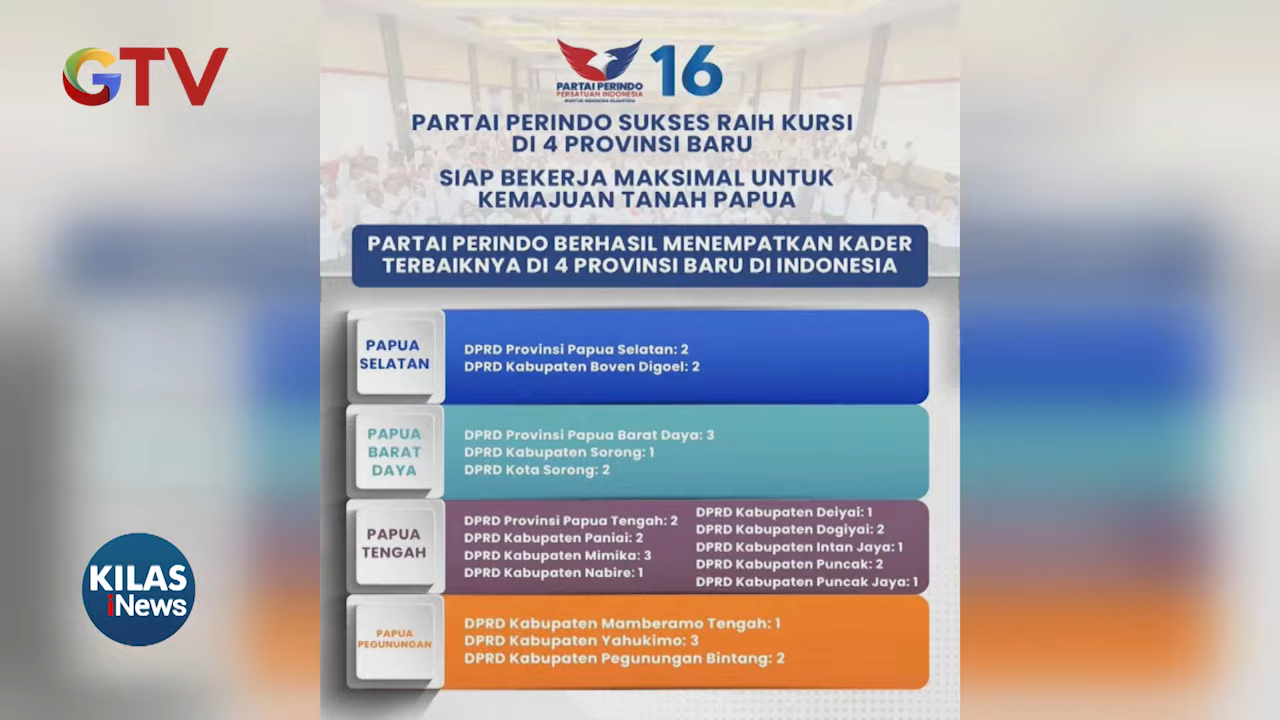 GTV
PARTAI PERINDO
PERSATUAN INDONESIA
#UNTUK INDONESIA SEJAHTERA
16
PARTAI PERINDO SUKSES RAIH KURSI
DI 4 PROVINSI BARU
SIAP BEKERJA MAKSIMAL UNTUK
KEMAJUAN TANAH PAPUA
PARTAI PERINDO BERHASIL MENEMPATKAN KADER
TERBAIKNYA DI 4 PROVINSI BARU DI INDONESIA
PAPUA
SELATAN
DPRD Provinsi Papua Selatan: 2
DPRD Kabupaten Boven Digoel: 2
PAPUA
BARAT
DAYA
DPRD Provinsi Papua Barat Daya: 3
DPRD Kabupaten Sorong: 1
DPRD Kota Sorong: 2
PAPUA
TENGAH
DPRD Provinsi Papua Tengah: 2
DPRD Kabupaten Paniai: 2
DPRD Kabupaten Mimika: 3
DPRD Kabupaten Nabire: 1
DPRD Kabupaten Deiyai: 1
DPRD Kabupaten Dogiyai: 2
DPRD Kabupaten Intan Jaya: 1
DPRD Kabupaten Puncak: 2
DPRD Kabupaten Puncak Jaya: 1
PAPUA
PEGUNUNGAN
DPRD Kabupaten Mamberamo Tengah: 1
DPRD Kabupaten Yahukimo: 3
DPRD Kabupaten Pegunungan Bintang: 2
KILAS
iNews